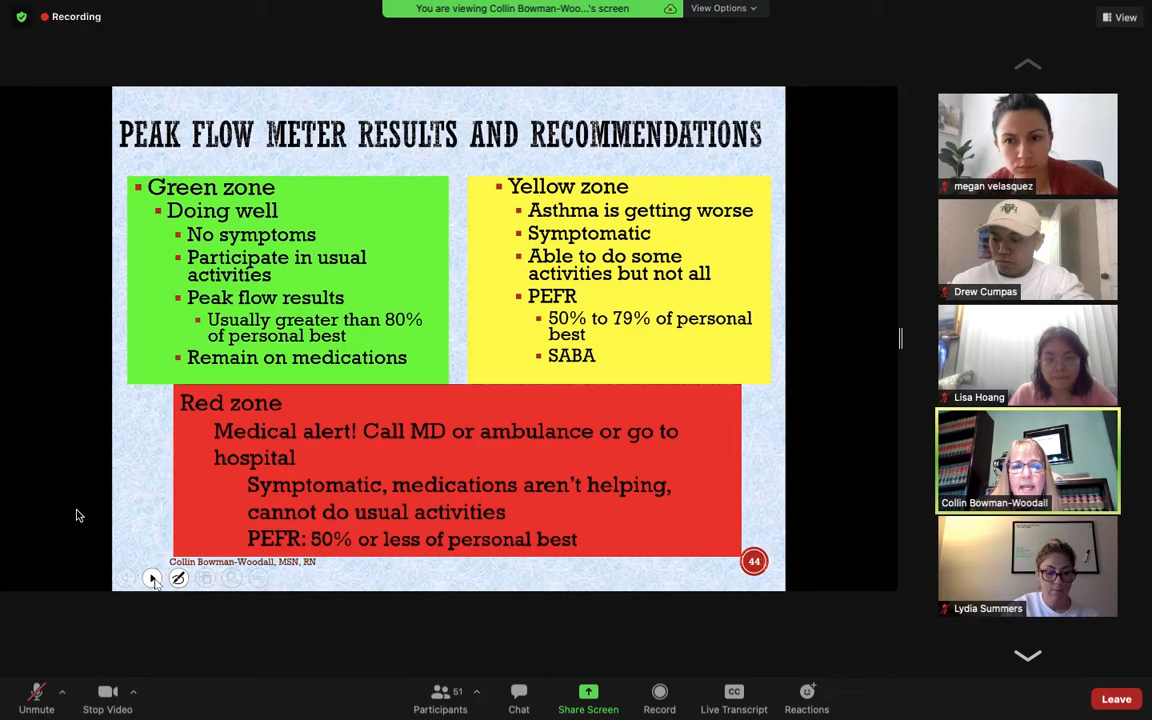 Recording
You are viewing Collin Bowman-Woo...'s screen
View Options
View
PEAK FLOW METER RESULTS AND RECOMMENDATIONS
Green zone
Doing well
No symptoms
Participate in usual
activities
Peak flow results
Usually greater than 80%
of personal best
Remain on medications
Yellow zone
Asthma is getting worse
Symptomatic
Able to do some
activities but not all
PEFR
50% to 79% of personal
best
SABA
Red zone
Medical alert! Call MD or ambulance or go to
hospital
Symptomatic, medications aren't helping,
cannot do usual activities
PEFR: 50% or less of personal best
Collin Bowman-Woodall, MSN, RN
44
megan velasquez
Drew Cumpas
Lisa Hoang
Collin Bowman-Woodall
Lydia Summers
Unmute
Stop Video
51
Participants
Chat
Share Screen
Record
CC
Live Transcript
Reactions
Leave